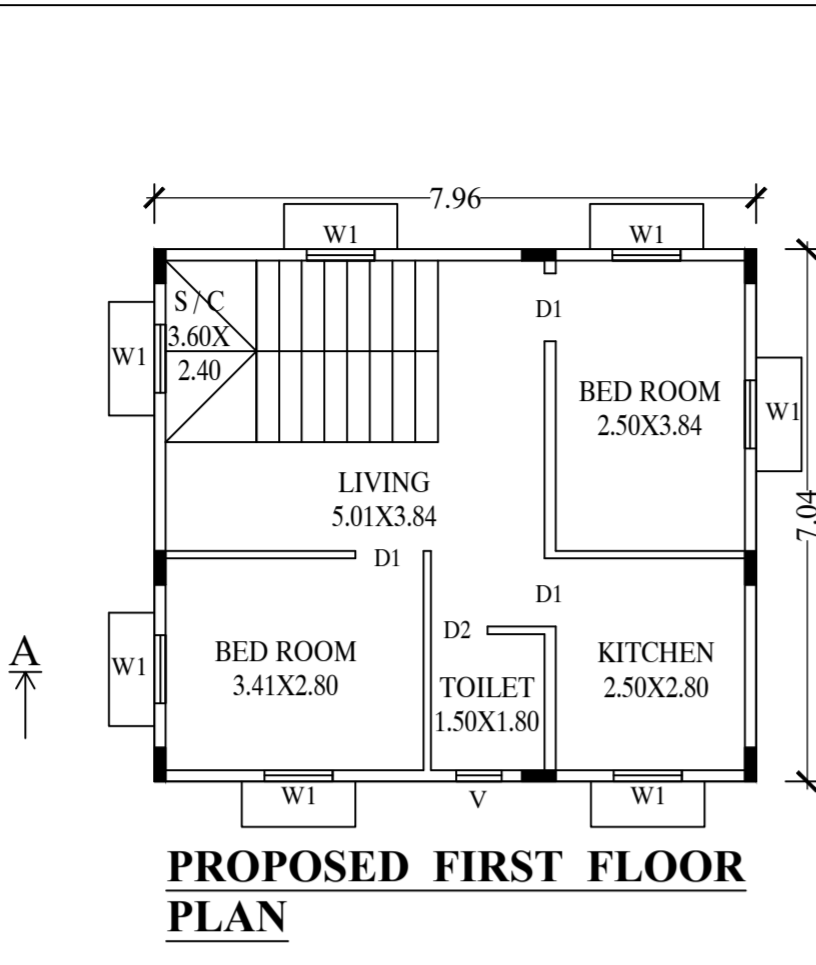 7.96
W1
W1
S / C
3.60X
2.40
D1
W1
BED ROOM
2.50X3.84
W1
LIVING
5.01X3.84
7.04
D1
D1
D2
A
BED ROOM
3.41X2.80
W1
KITCHEN
2.50X2.80
TOILET
1.50X1.80
W1
V
W1
PROPOSED FIRST FLOOR
PLAN